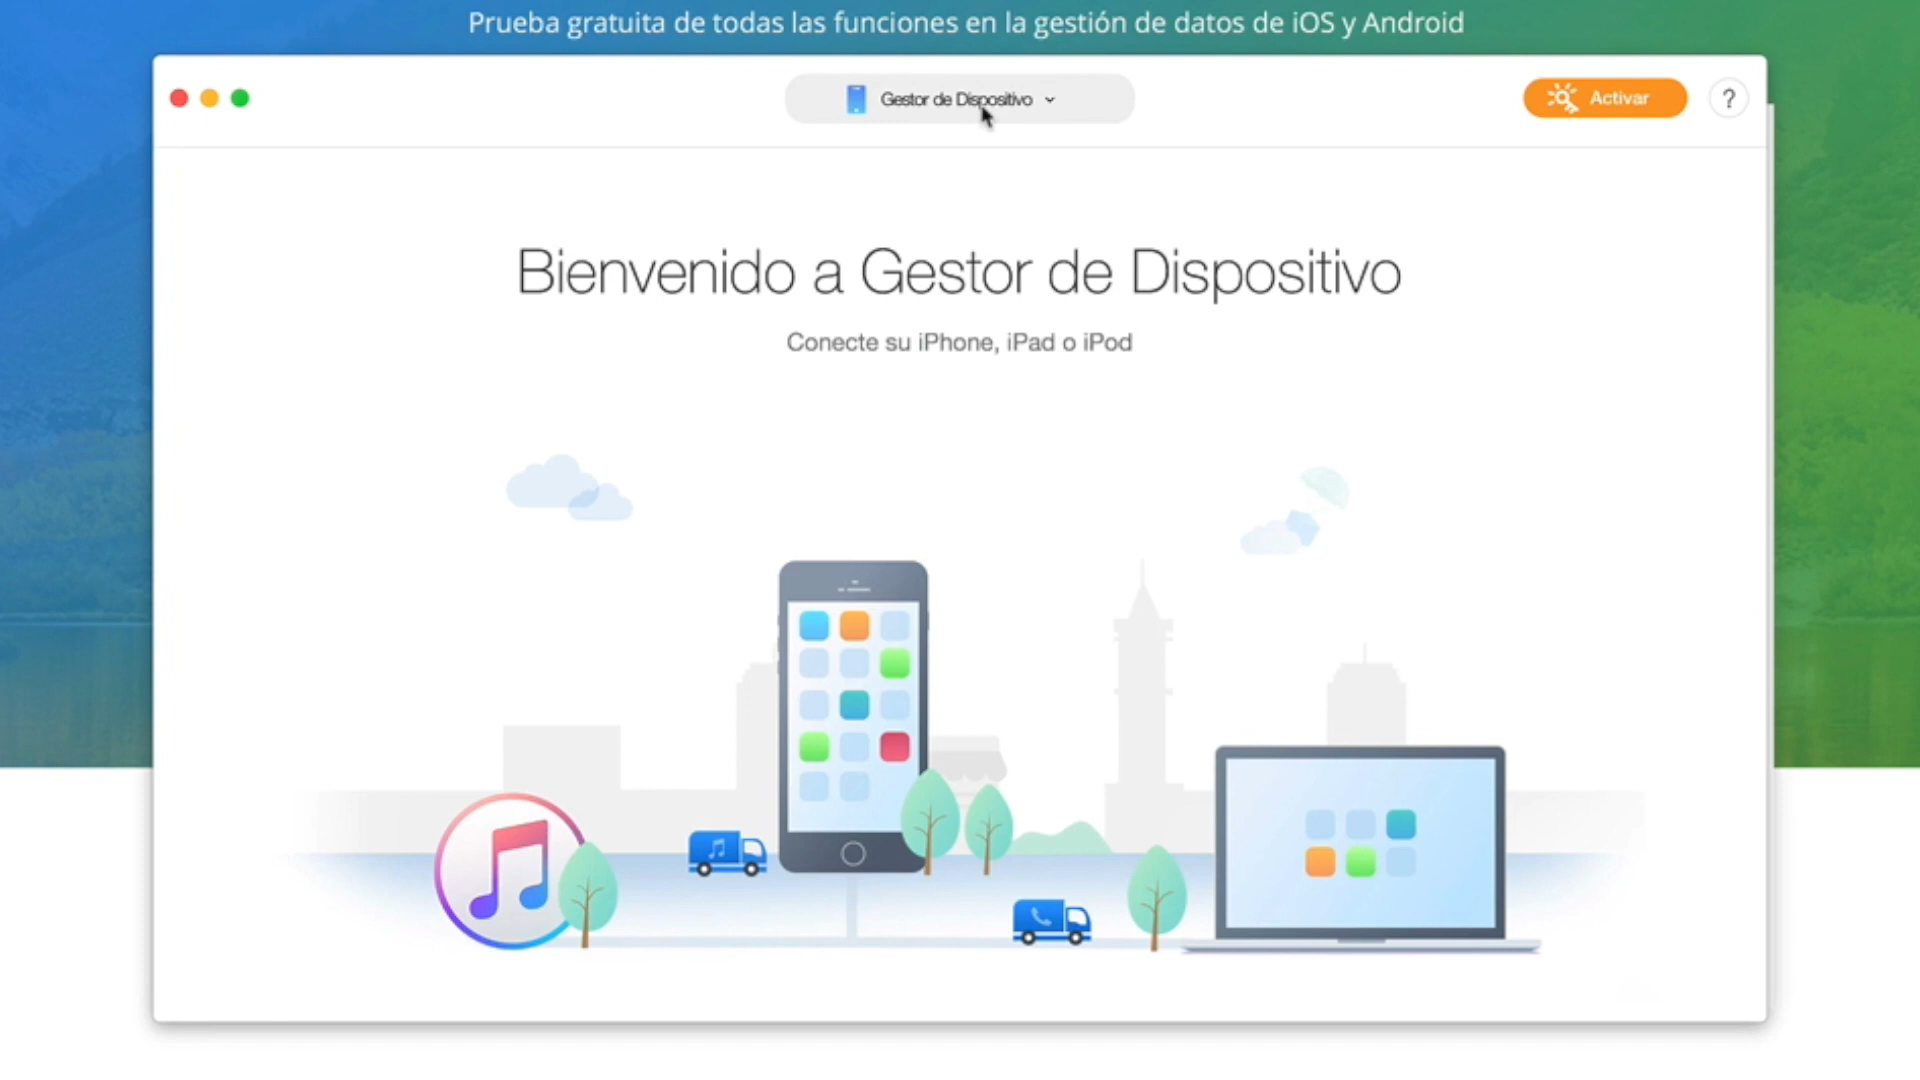 Prueba gratuita de todas las funciones en la gestión de datos de iOS y Android
Gestor de Dispositivo
Activar
?
Bienvenido a Gestor de Dispositivo
Conecte su iPhone, iPad o iPod